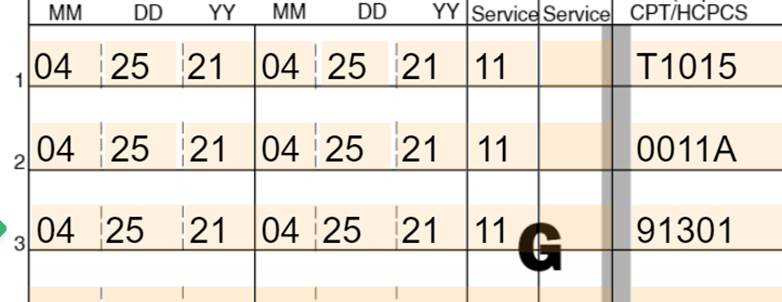 MM DD YY MM DD YY Service Service CPT/HCPCS
1 04 25 21 04 25 21 11 T1015
2 04 25 21 04 25 21 11 0011A
3 04 25 21 04 25 21 11 G 91301